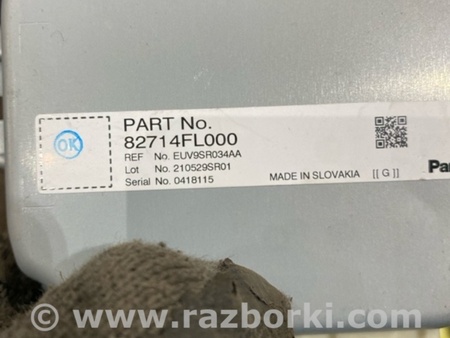 OK
PART No.
82714FL000
REF No. EUV9SR034AA
Lot No. 210529SR01
Serial No. 0418115
MADE IN SLOVAKIA [[ G ]]
Pan
www.razborki.com